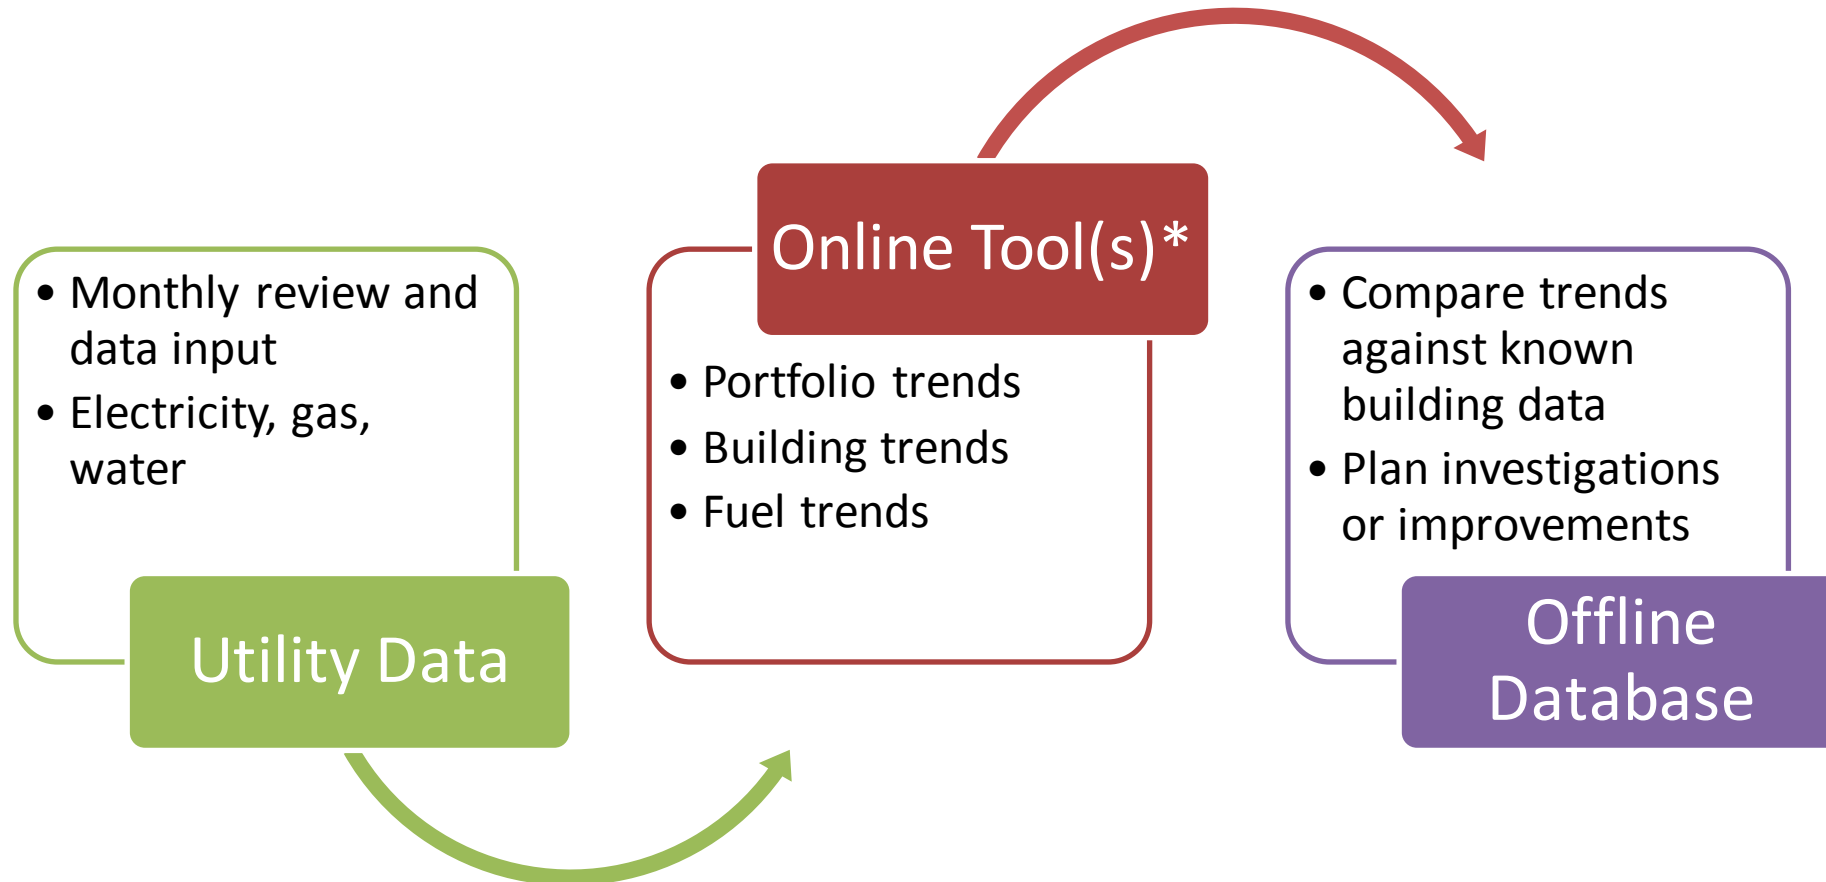 • Monthly review and
data input
• Electricity, gas,
water
Utility Data
Online Tool(s)*
• Portfolio trends
• Building trends
• Fuel trends
• Compare trends
against known
building data
• Plan investigations
or improvements
Offline
Database